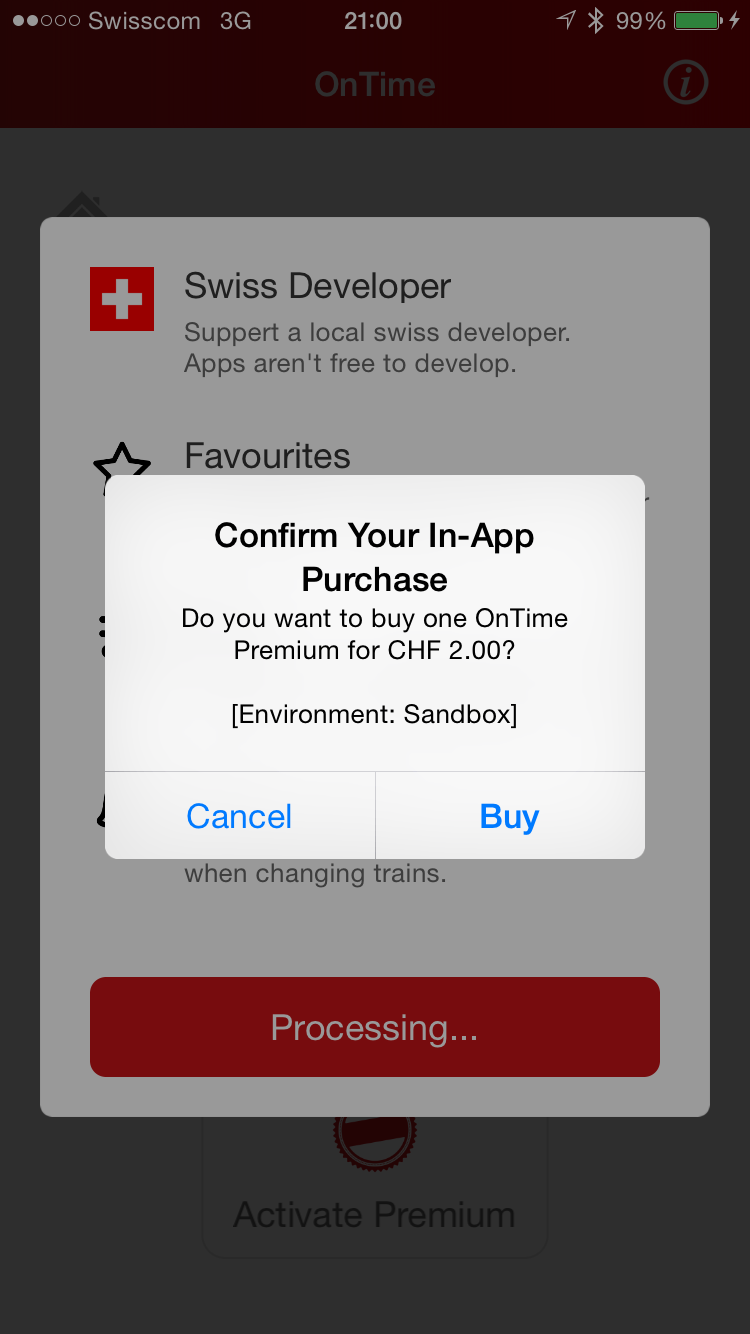 Swisscom 3G 21:00 99%
OnTime
Swiss Developer
Suppert a local swiss developer.
Apps aren't free to develop.
Favourites
Confirm Your In-App
Purchase
Do you want to buy one OnTime
Premium for CHF 2.00?
[Environment: Sandbox]
Cancel Buy
when changing trains.
Processing...
Activate Premium